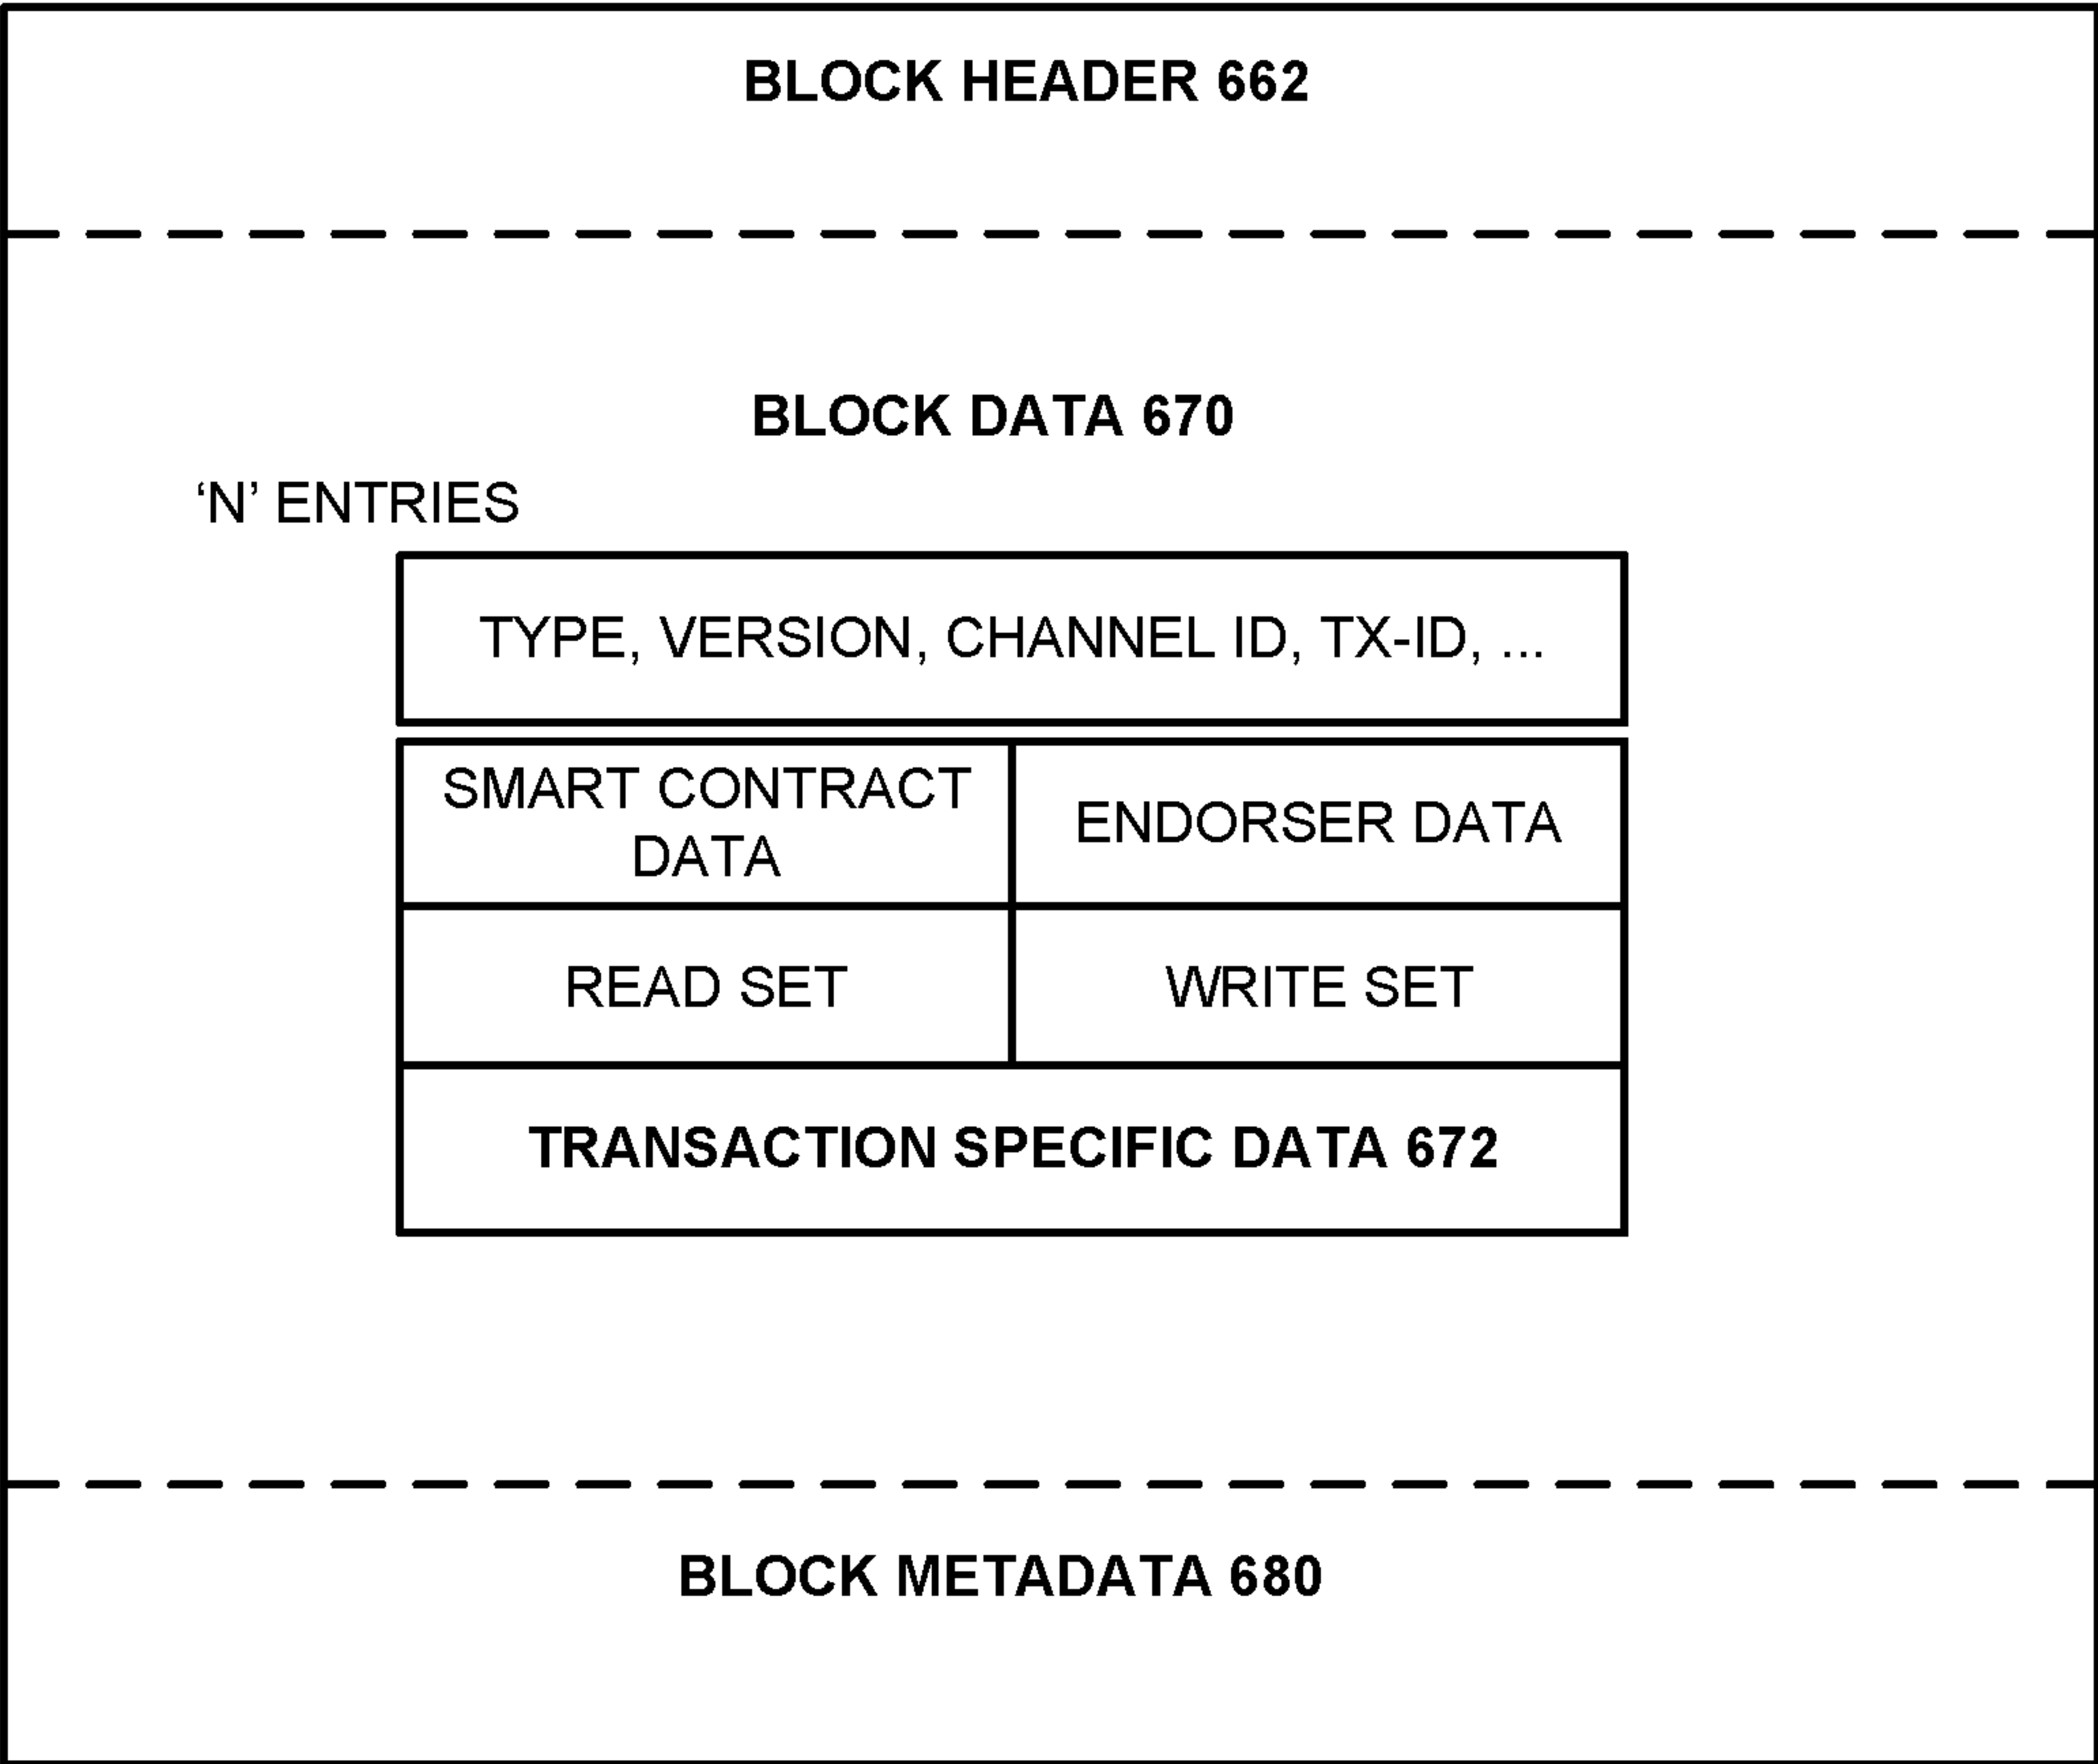 BLOCK HEADER 662
BLOCK DATA 670
‘N’ ENTRIES
TYPE, VERSION, CHANNEL ID, TX-ID, ...
SMART CONTRACT
DATA
ENDORSER DATA
READ SET
WRITE SET
TRANSACTION SPECIFIC DATA 672
BLOCK METADATA 680